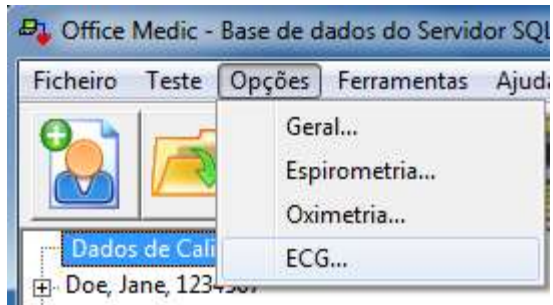 Office Medic - Base de dados do Servidor SQL
Ficheiro Teste Opções Ferramentas Ajuda
Geral...
Espirometria...
Oximetria...
ECG...
Dados de Cali
Doe, Jane, 1234567